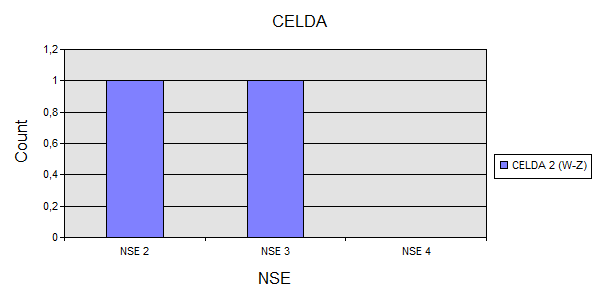 CELDA
1,2
1
0,8
0,6
0,4
0,2
0
Count
NSE 2
NSE 3
NSE 4
NSE
CELDA 2 (W-Z)